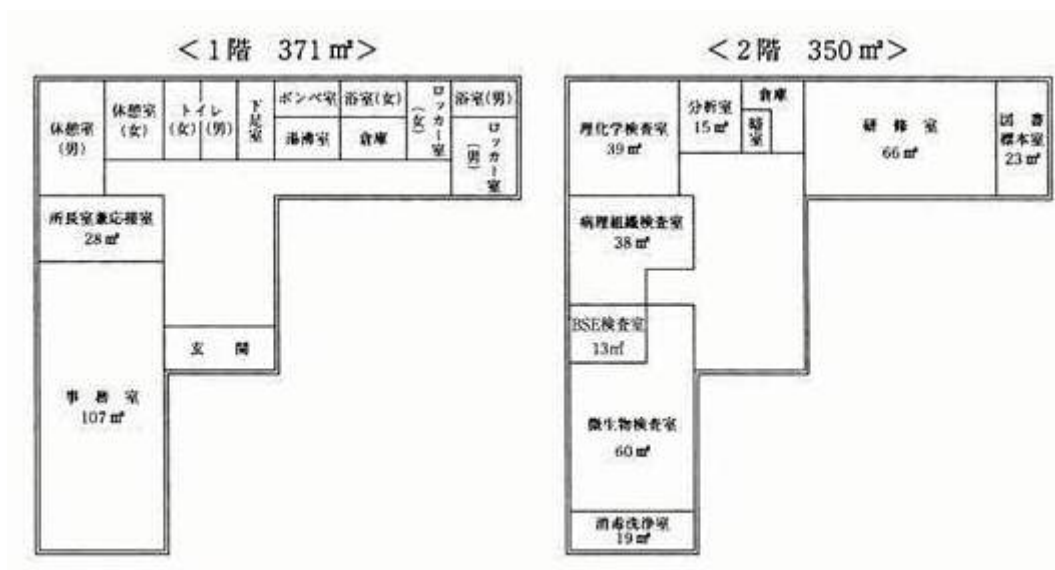 <1階 371㎡>
休憩室
(男)
休憩室
(女)
トイレ
(女)(男)
下足室
ボンベ室
浴室(女)
ロッカー室(女)
浴室(男)
湯沸室
倉庫
ロッカー室(男)
所長室兼応接室
28㎡
玄関
事務室
107㎡
<2階 350㎡>
理化学検査室
39㎡
分析室
15㎡
倉庫
暗室
研修室
66㎡
図書
標本室
23㎡
病理組織検査室
38㎡
BSE検査室
13㎡
微生物検査室
60㎡
消毒洗浄室
19㎡